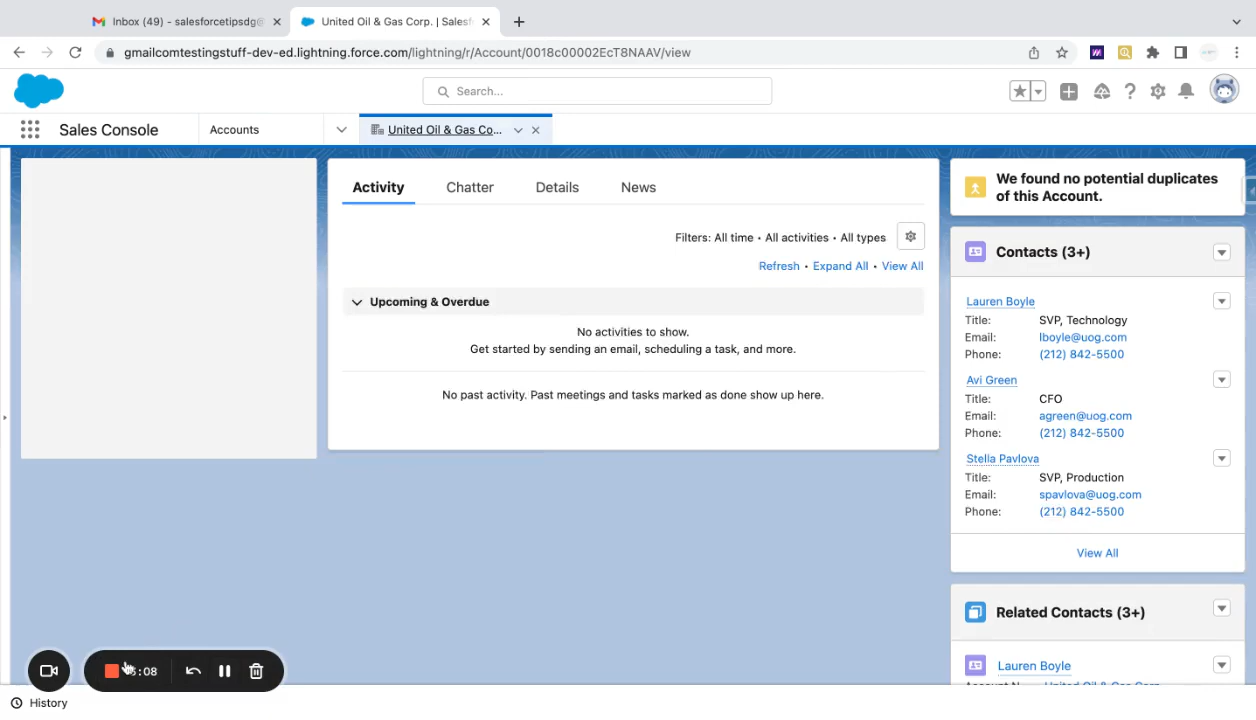 Inbox (49) - salesforcetipsdg@
United Oil & Gas Corp. | Salesf
gmailcomtestingstuff-dev-ed.lightning.force.com/lightning/r/Account/0018c00002EcT8NAAV/view
Search...
Sales Console
Accounts
United Oil & Gas Co...
Activity
Chatter
Details
News
Filters: All time • All activities • All types
Refresh • Expand All • View All
Upcoming & Overdue
No activities to show.
Get started by sending an email, scheduling a task, and more.
No past activity. Past meetings and tasks marked as done show up here.
We found no potential duplicates
of this Account.
Contacts (3+)
Lauren Boyle
Title: SVP, Technology
Email: lboyle@uog.com
Phone: (212) 842-5500
Avi Green
Title: CFO
Email: agreen@uog.com
Phone: (212) 842-5500
Stella Pavlova
Title: SVP, Production
Email: spavlova@uog.com
Phone: (212) 842-5500
View All
Related Contacts (3+)
Lauren Boyle
:08
History